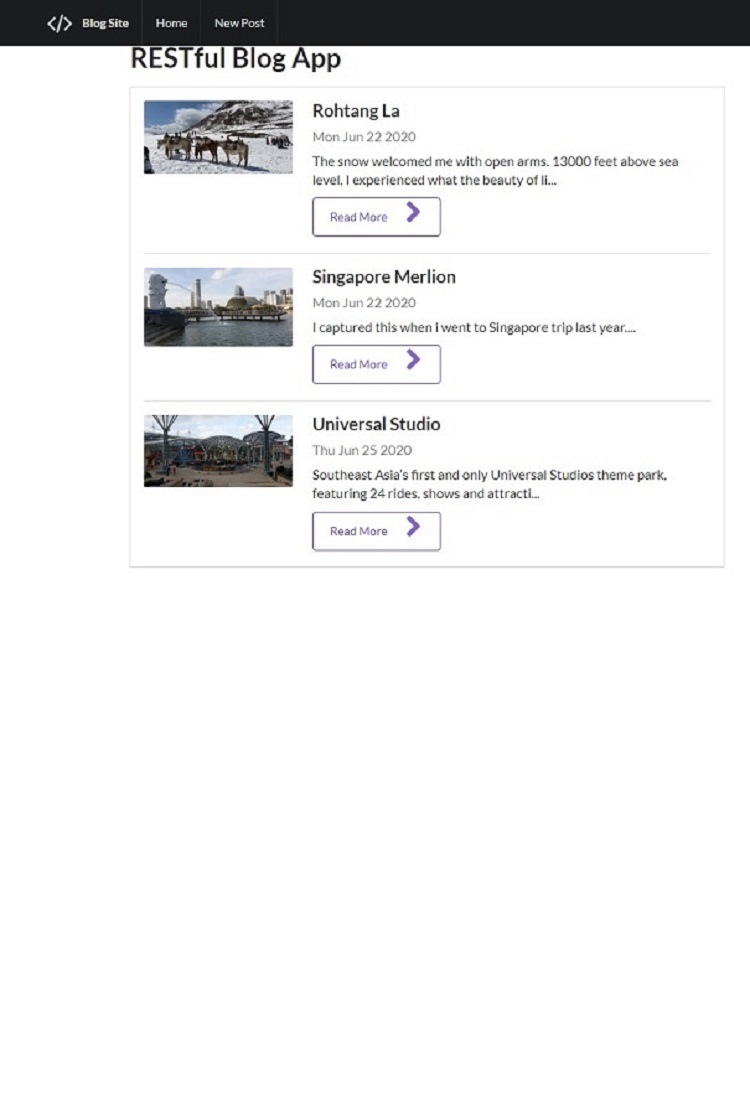 </> Blog Site Home New Post
RESTful Blog App
Rohtang La
Mon Jun 22 2020
The snow welcomed me with open arms. 13000 feet above sea
level, I experienced what the beauty of li...
Read More
Singapore Merlion
Mon Jun 22 2020
I captured this when i went to Singapore trip last year....
Read More
Universal Studio
Thu Jun 25 2020
Southeast Asia's first and only Universal Studios theme park,
featuring 24 rides, shows and attracti...
Read More